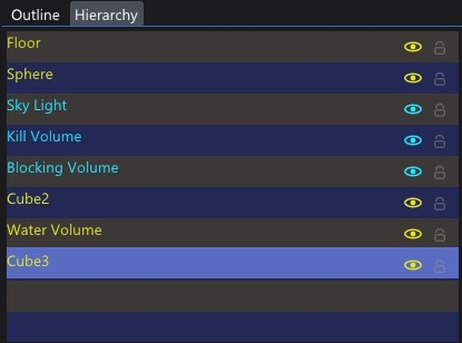 Outline Hierarchy
Floor
Sphere
Sky Light
Kill Volume
Blocking Volume
Cube2
Water Volume
Cube3